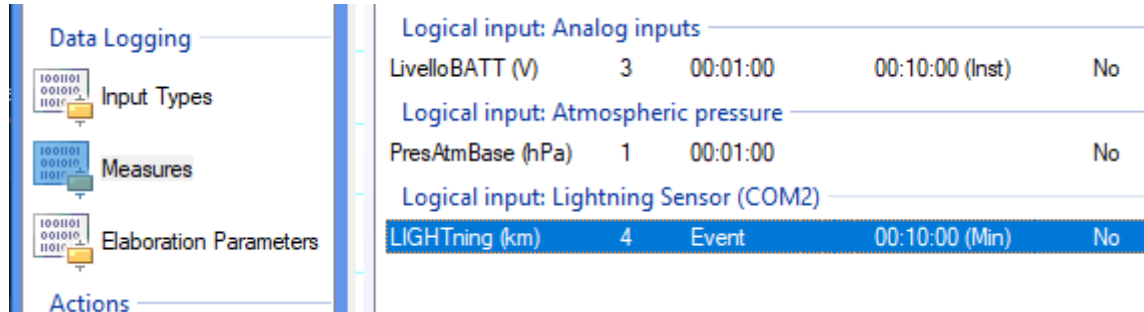 Data Logging
Input Types
Measures
Elaboration Parameters
Actions
Logical input: Analog inputs
LivelloBATT (V) 3 00:01:00 00:10:00 (Inst) No
Logical input: Atmospheric pressure
PresAtmBase (hPa) 1 00:01:00 No
Logical input: Lightning Sensor (COM2)
LIGHTning (km) 4 Event 00:10:00 (Min) No